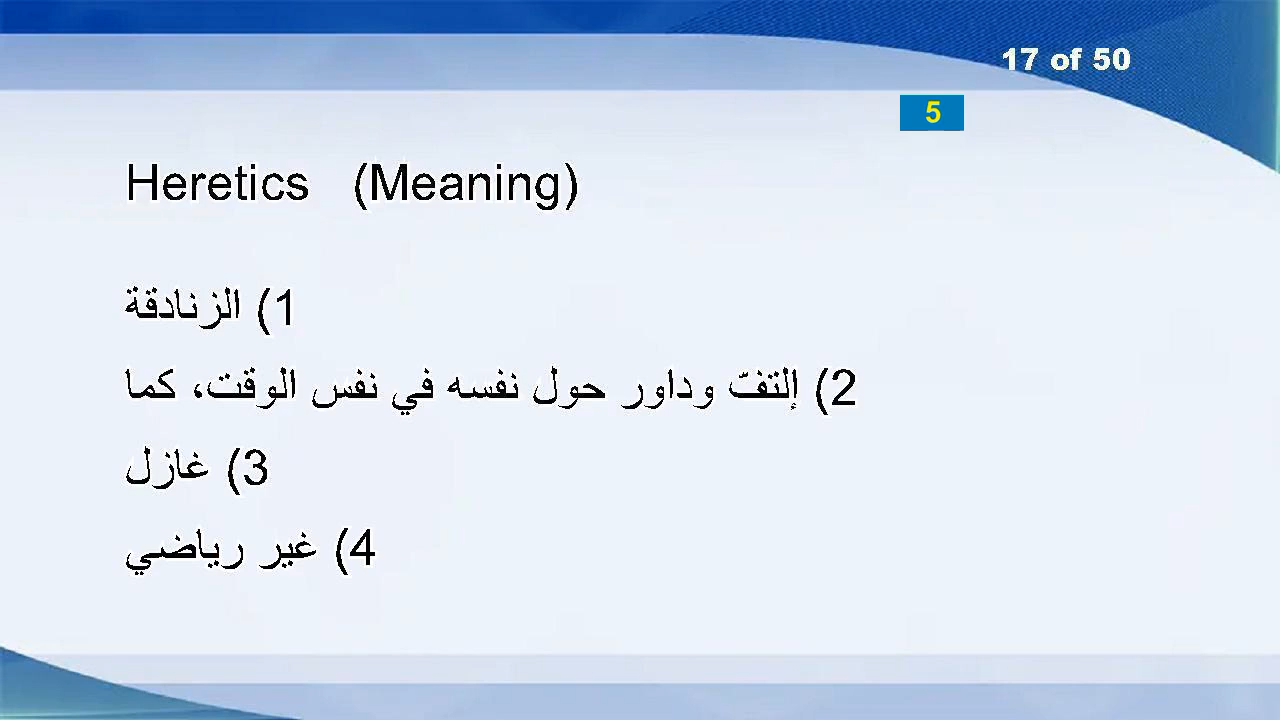 17 of 50
5
Heretics (Meaning)
1) الزنادقة
2) إلتفّ وداور حول نفسه في نفس الوقت، كما
3) غازل
4) غير رياضي